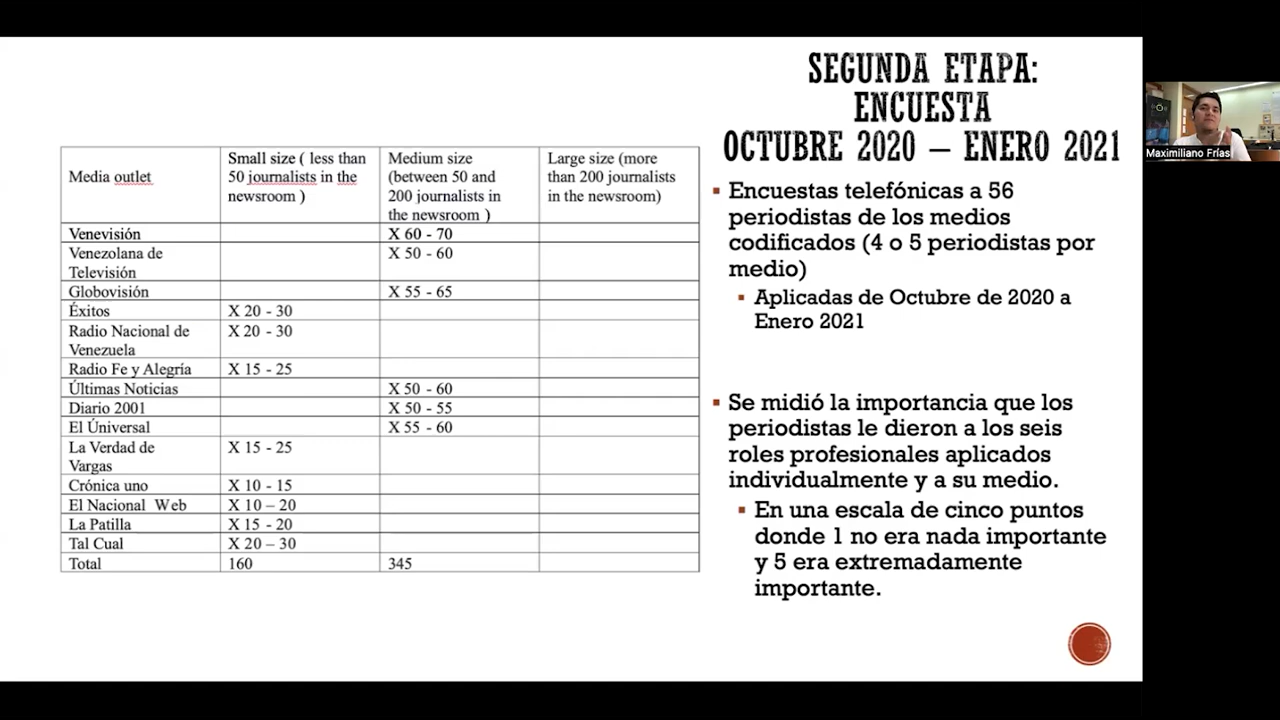 SEGUNDA ETAPA:
ENCUESTA
OCTUBRE 2020 – ENERO 2021
Media outlet
Small size ( less than
50 journalists in the
newsroom )
Medium size
(between 50 and
200 journalists in
the newsroom )
Large size (more
than 200 journalists
in the newsroom)
Venevisión X 60 - 70
Venezolana de X 50 - 60
Televisión
Globovisión X 55 - 65
Éxitos X 20 - 30
Radio Nacional de X 20 - 30
Venezuela
Radio Fe y Alegría X 15 - 25
Últimas Noticias X 50 - 60
Diario 2001 X 50 - 55
El Úniversal X 55 - 60
La Verdad de X 15 - 25
Vargas
Crónica uno X 10 - 15
El Nacional Web X 10 – 20
La Patilla X 15 - 20
Tal Cual X 20 – 30
Total 160 345
Encuestas telefónicas a 56
periodistas de los medios
codificados (4 o 5 periodistas por
medio)
Aplicadas de Octubre de 2020 a
Enero 2021
Se midió la importancia que los
periodistas le dieron a los seis
roles profesionales aplicados
individualmente y a su medio.
En una escala de cinco puntos
donde 1 no era nada importante
y 5 era extremadamente
importante.
Maximiliano Frías